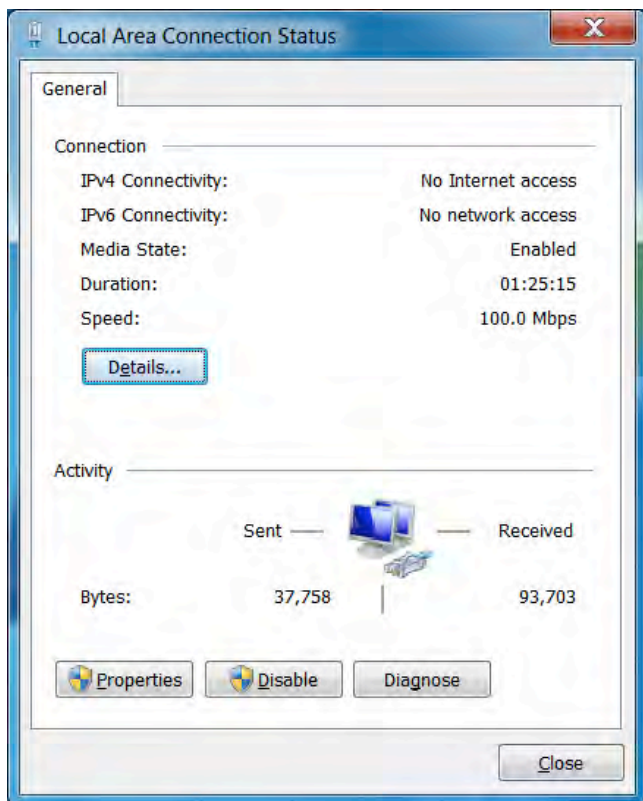 Local Area Connection Status
General
Connection
IPv4 Connectivity: No Internet access
IPv6 Connectivity: No network access
Media State: Enabled
Duration: 01:25:15
Speed: 100.0 Mbps
Details...
Activity
Sent Received
Bytes: 37,758 93,703
Properties Disable Diagnose
Close